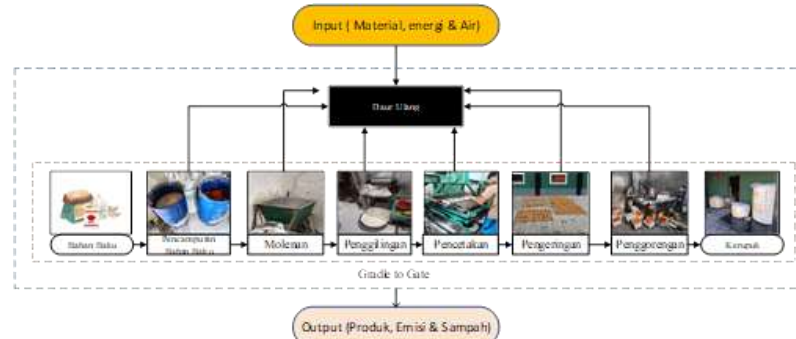 Input ( Material, energi & Air)
Daur Ulang
Bahan Baku
Pencampuran
Bahan Baku
Molenan
Penggilingan
Pencetakan
Pengeringan
Penggorengan
Kerupuk
Gradle to Gate
Output (Produk, Emisi & Sampah)